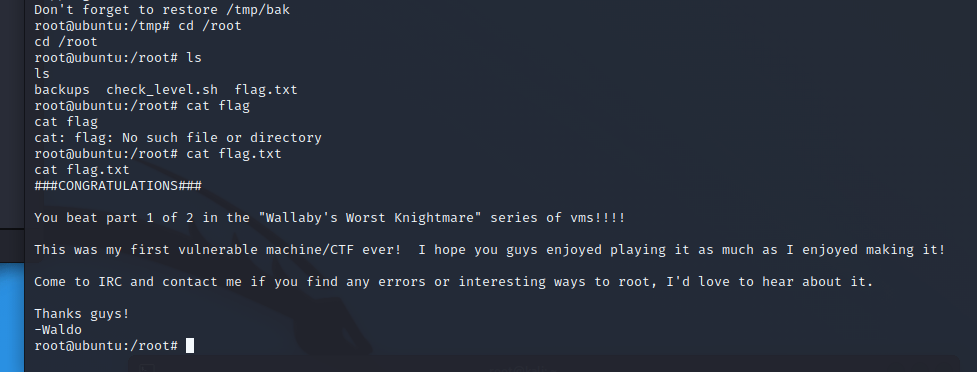 Don't forget to restore /tmp/bak
root@ubuntu:/tmp# cd /root
cd /root
root@ubuntu:/root# ls
ls
backups  check_level.sh  flag.txt
root@ubuntu:/root# cat flag
cat flag
cat: flag: No such file or directory
root@ubuntu:/root# cat flag.txt
cat flag.txt
###CONGRATULATIONS###
You beat part 1 of 2 in the "Wallaby's Worst Knightmare" series of vms!!!!
This was my first vulnerable machine/CTF ever!  I hope you guys enjoyed playing it as much as I enjoyed making it!
Come to IRC and contact me if you find any errors or interesting ways to root, I'd love to hear about it.
Thanks guys!
-Waldo
root@ubuntu:/root#